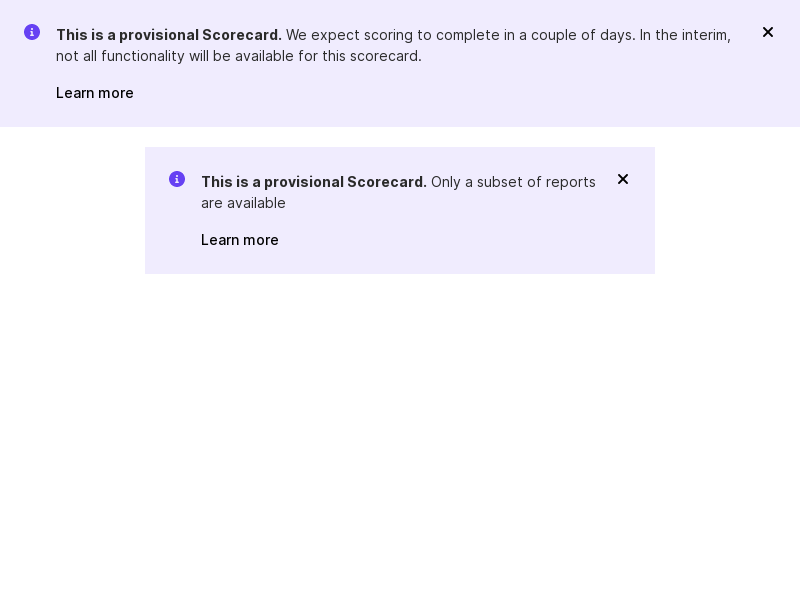 This is a provisional Scorecard. We expect scoring to complete in a couple of days. In the interim,
not all functionality will be available for this scorecard.
Learn more
This is a provisional Scorecard. Only a subset of reports
are available
Learn more